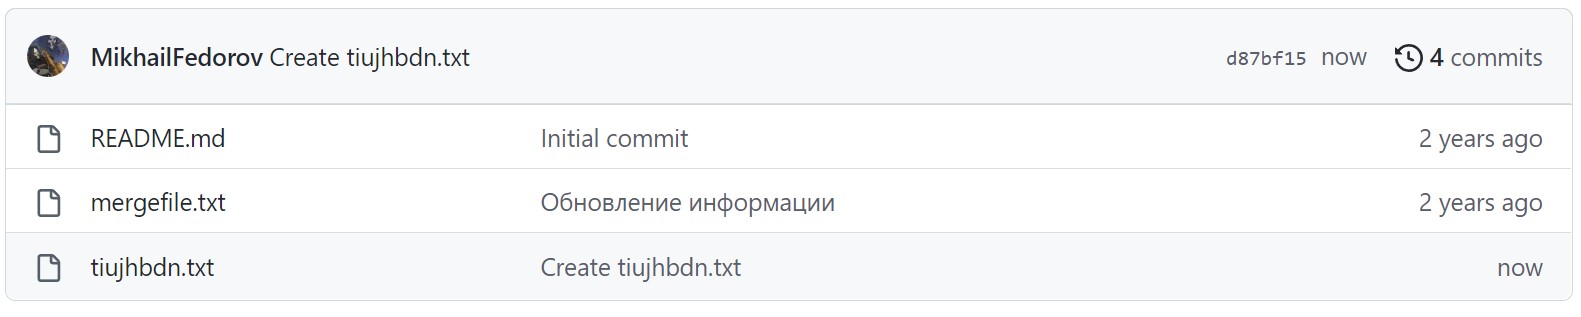 MikhailFedorov Create tiujhbdn.txt d87bf15 now 4 commits
README.md Initial commit 2 years ago
mergefile.txt Обновление информации 2 years ago
tiujhbdn.txt Create tiujhbdn.txt now